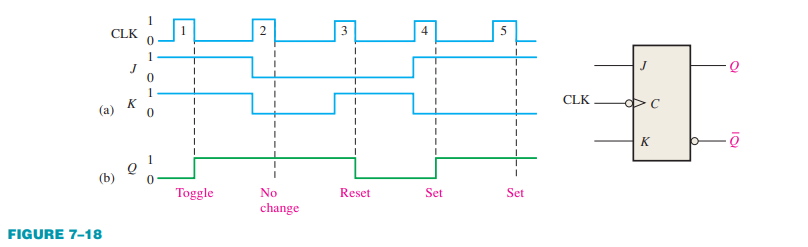 1
CLK
0
1 2 3 4 5
1
J
0
1
(a) K
0
1
(b) Q
0
Toggle No change Reset Set Set
J Q
CLK C
K Q̅
FIGURE 7–18